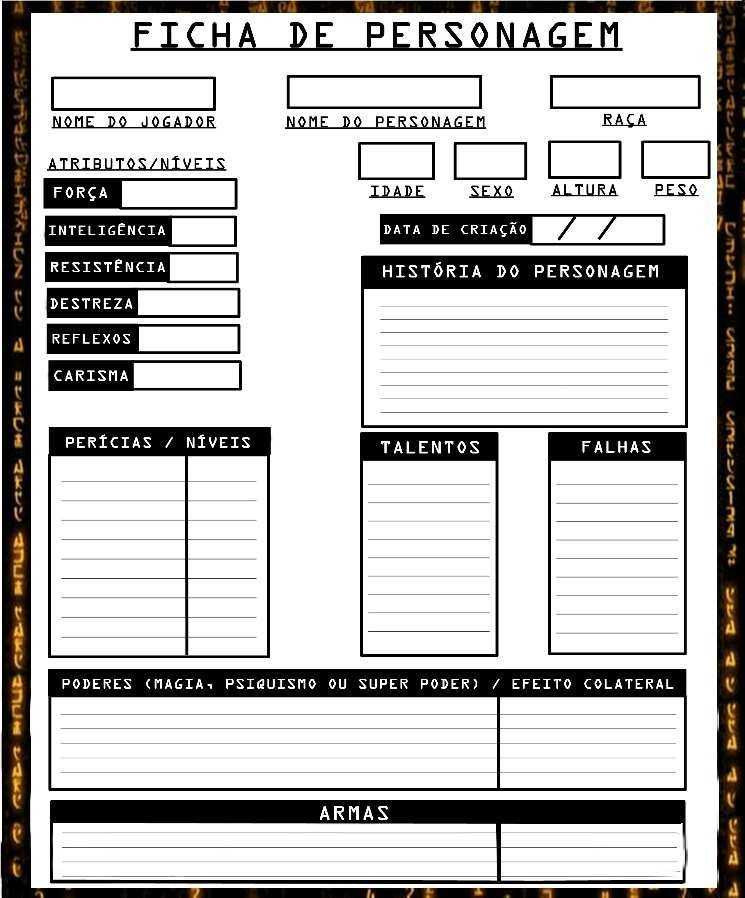 FICHA DE PERSONAGEM
NOME DO JOGADOR
NOME DO PERSONAGEM
RAÇA
IDADE
SEXO
ALTURA
PESO
ATRIBUTOS/NÍVEIS
FORÇA
INTELIGÊNCIA
RESISTÊNCIA
DESTREZA
REFLEXOS
CARISMA
DATA DE CRIAÇÃO / /
HISTÓRIA DO PERSONAGEM
PERÍCIAS / NÍVEIS
TALENTOS
FALHAS
PODERES (MAGIA, PSIQUISMO OU SUPER PODER) / EFEITO COLATERAL
ARMAS